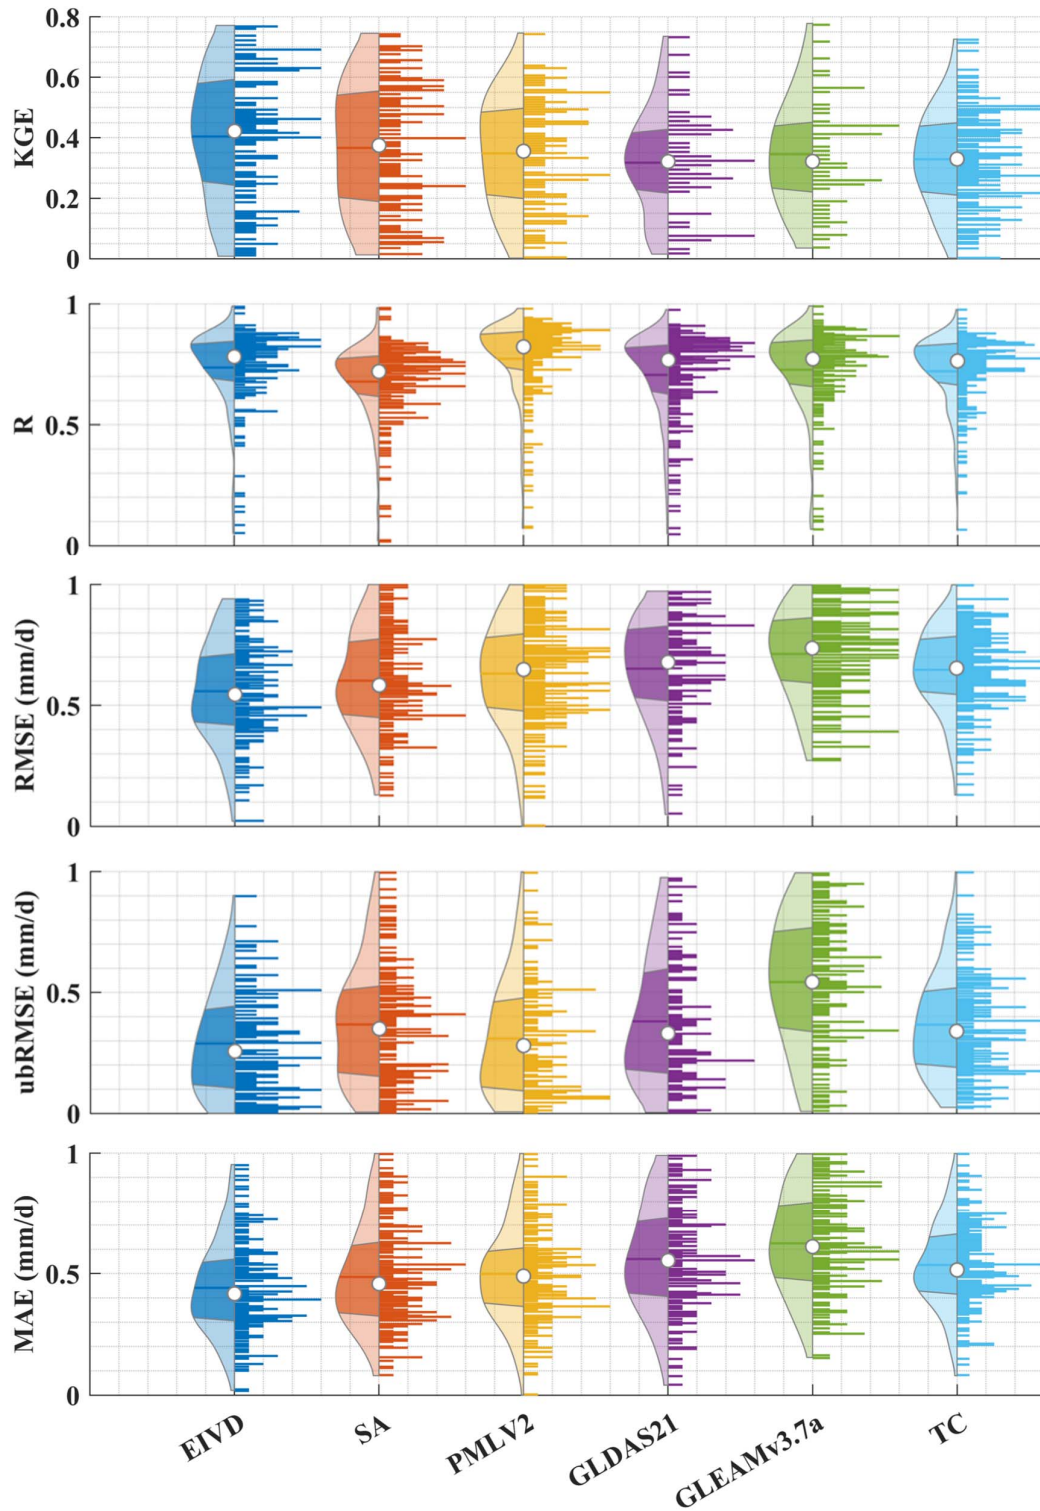 0.8
0.6
0.4
0.2
0
KGE
1
0.5
0
R
1
0.5
0
RMSE (mm/d)
1
0.5
0
ubRMSE (mm/d)
1
0.5
0
MAE (mm/d)
EIVD
SA
PMLV2
GLDAS21
GLEAMv3.7a
TC